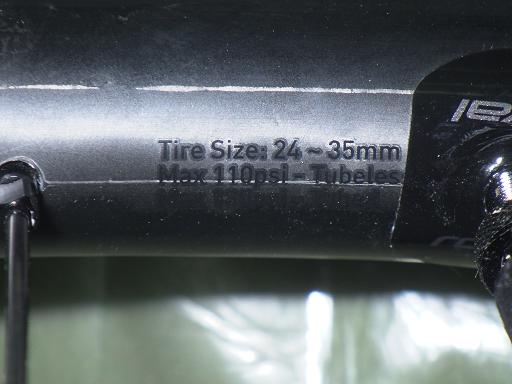 Tire Size: 24 ~ 35mm
Max 110psi - Tubeles